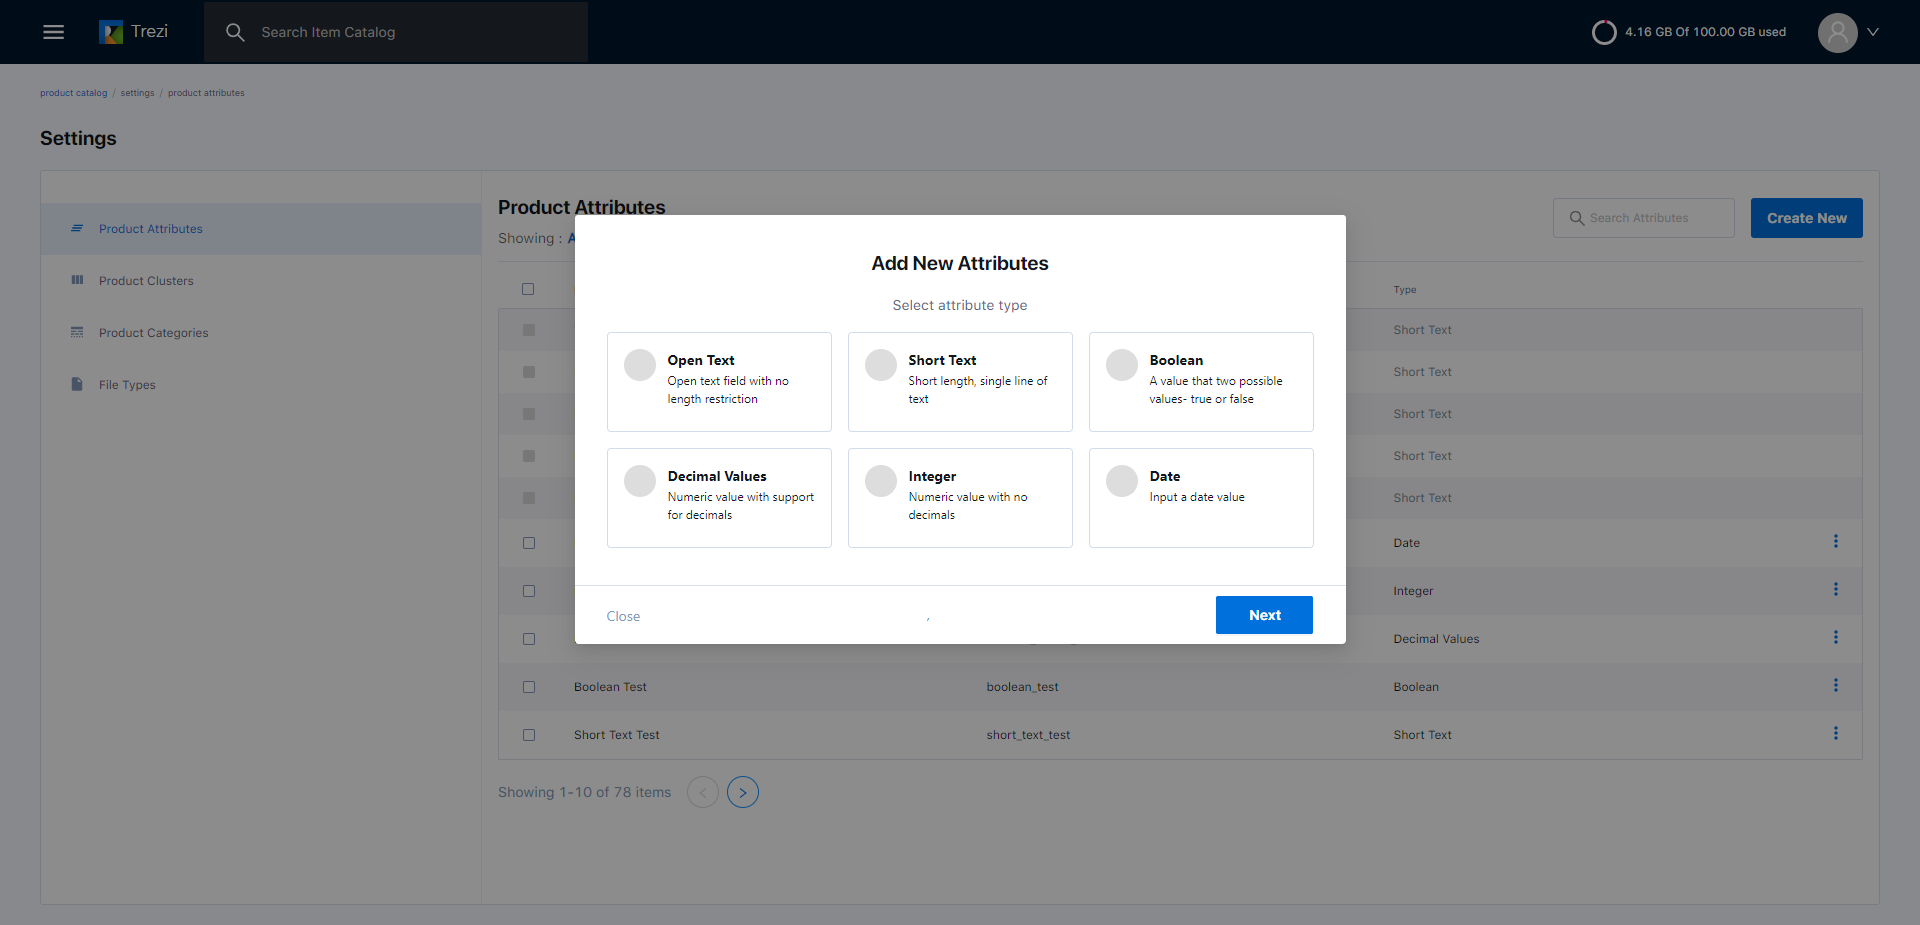 Trezi
Search Item Catalog
4.16 GB Of 100.00 GB used
product catalog / settings / product attributes
Settings
Product Attributes
Product Clusters
Product Categories
File Types
Product Attributes
Search Attributes
Create New
Showing :
Type
Short Text
Short Text
Short Text
Short Text
Short Text
Date
Integer
Decimal Values
Boolean Test boolean_test Boolean
Short Text Test short_text_test Short Text
Showing 1-10 of 78 items
Add New Attributes
Select attribute type
Open Text
Open text field with no
length restriction
Short Text
Short length, single line of
text
Boolean
A value that two possible
values- true or false
Decimal Values
Numeric value with support
for decimals
Integer
Numeric value with no
decimals
Date
Input a date value
Close
,
Next